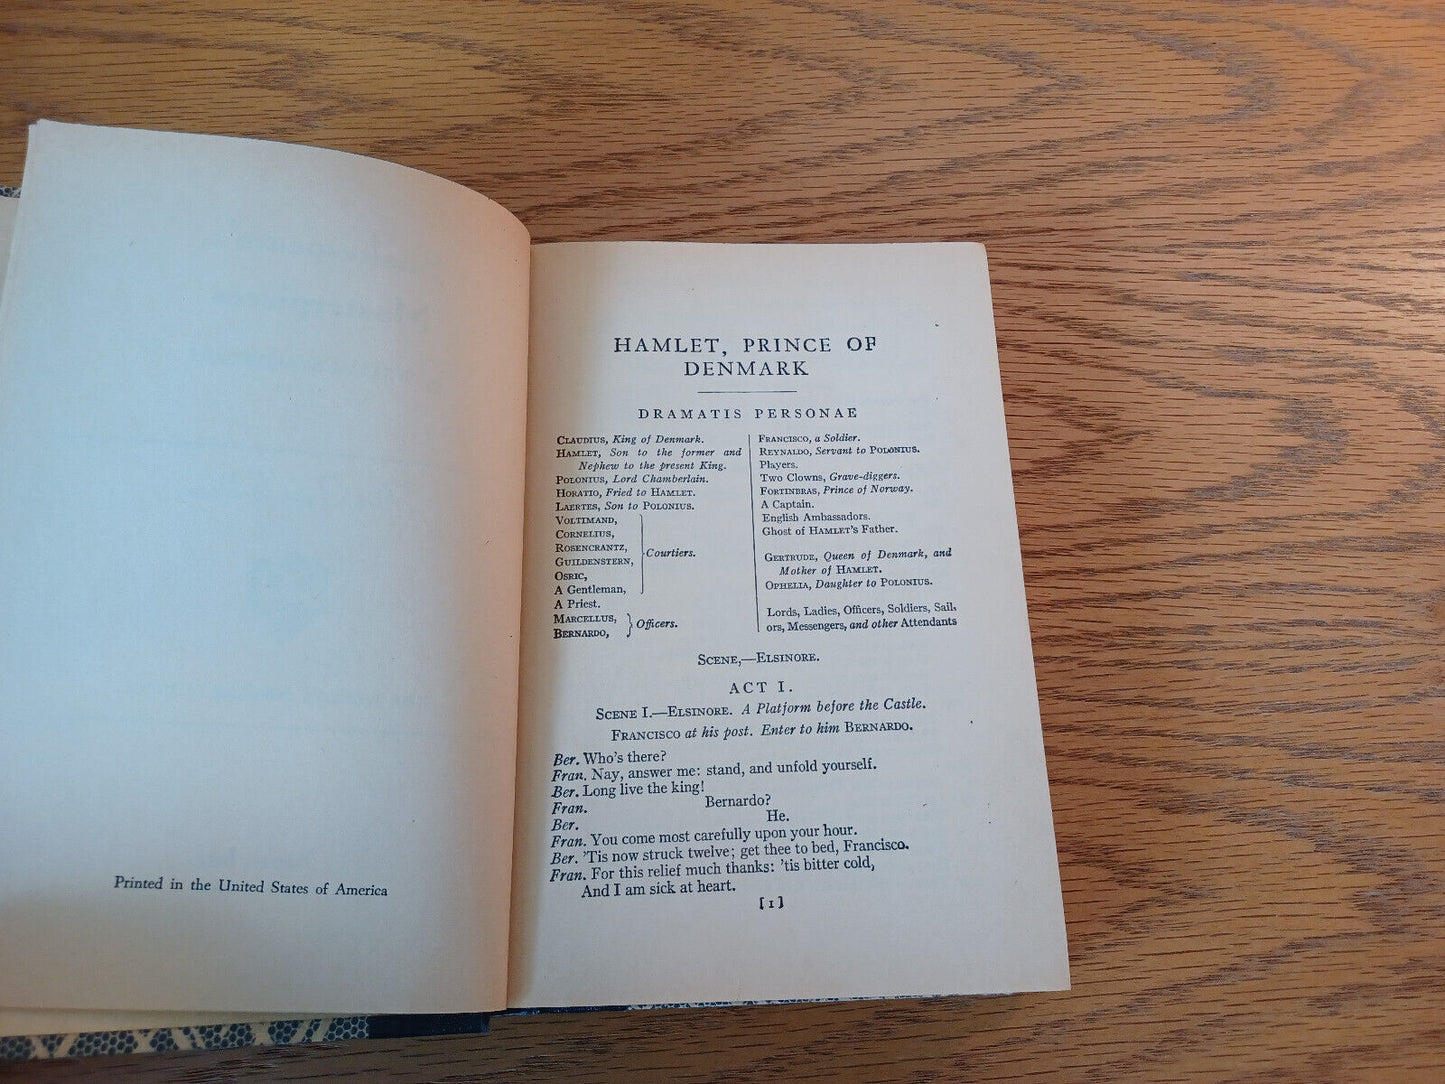 Printed in the United States of America
HAMLET, PRINCE OF
DENMARK
DRAMATIS PERSONAE
CLAUDIUS, King of Denmark.
HAMLET, Son to the former and
Nephew to the present King.
POLONIUS, Lord Chamberlain.
HORATIO, Fried to HAMLET.
LAERTES, Son to POLONIUS.
VOLTIMAND,
CORNELIUS,
ROSENCRANTZ,
GUILDENSTERN,
OSRIC,
A Gentleman,
Courtiers.
A Priest.
MARCELLUS,
BERNARDO,
Officers.
FRANCISCO, a Soldier.
REYNALDO, Servant to POLONIUS.
Players.
Two Clowns, Grave-diggers.
FORTINBRAS, Prince of Norway.
A Captain.
English Ambassadors.
Ghost of HAMLET'S Father.
GERTRUDE, Queen of Denmark, and
Mother of HAMLET.
OPHELIA, Daughter to POLONIUS.
Lords, Ladies, Officers, Soldiers, Sail-
ors, Messengers, and other Attendants
SCENE,—ELSINORE.
ACT I.
SCENE I.—ELSINORE. A Platform before the Castle.
FRANCISCO at his post. Enter to him BERNARDO.
Ber. Who's there?
Fran. Nay, answer me: stand, and unfold yourself.
Ber. Long live the king!
Fran. Bernardo?
Ber. He.
Fran. You come most carefully upon your hour.
Ber. 'Tis now struck twelve; get thee to bed, Francisco.
Fran. For this relief much thanks: 'tis bitter cold,
And I am sick at heart.
[1]